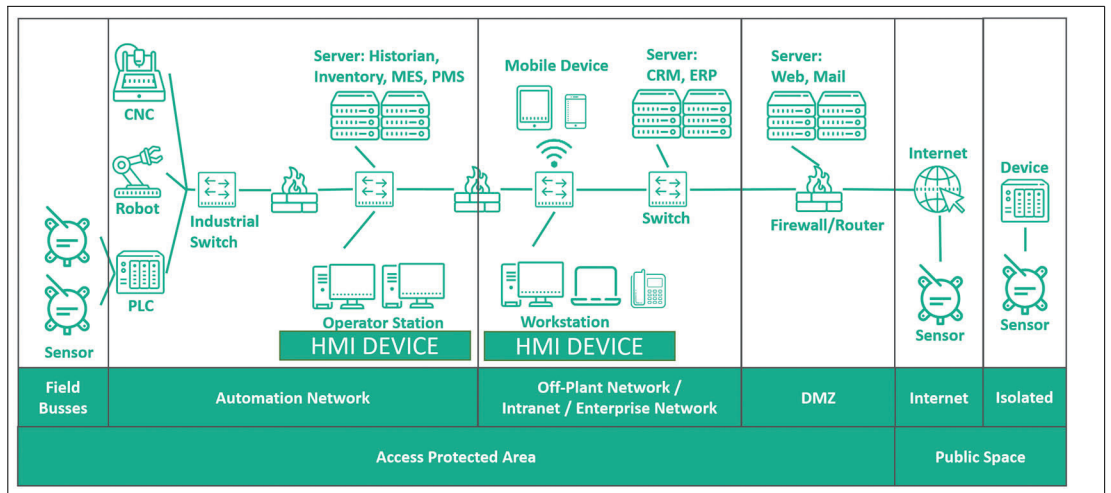 CNC
Robot
PLC
Sensor
Industrial
Switch
Server: Historian,
Inventory, MES, PMS
Operator Station
HMI DEVICE
Mobile Device
Workstation
HMI DEVICE
Server:
CRM, ERP
Switch
Server:
Web, Mail
Firewall/Router
Internet
Sensor
Device
Sensor
Field
Busses
Automation Network
Off-Plant Network /
Intranet / Enterprise Network
DMZ
Internet
Isolated
Access Protected Area
Public Space